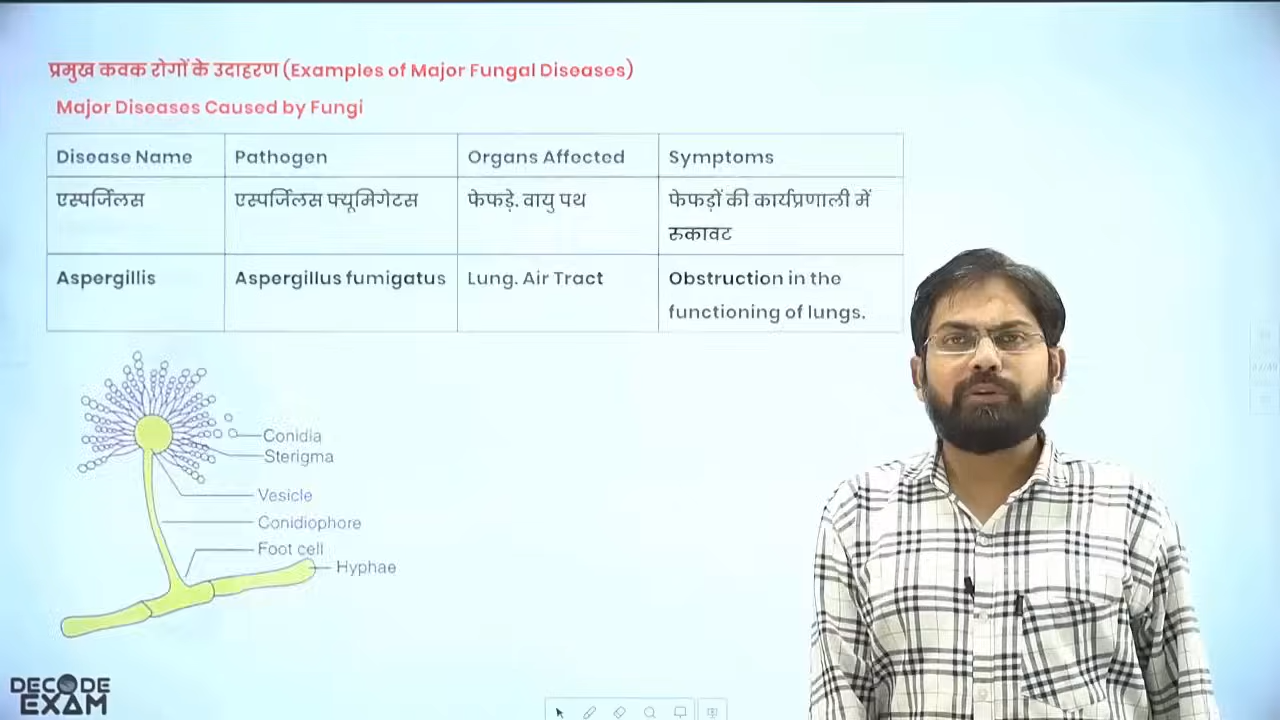 प्रमुख कवक रोगों के उदाहरण (Examples of Major Fungal Diseases)
Major Diseases Caused by Fungi
Disease Name Pathogen Organs Affected Symptoms
एस्पर्जिलस एस्पर्जिलस फ्यूमिगेटस फेफड़े. वायु पथ फेफड़ों की कार्यप्रणाली में
रुकावट
Aspergillis Aspergillus fumigatus Lung. Air Tract Obstruction in the
functioning of lungs.
Conidia
Sterigma
Vesicle
Conidiophore
Foot cell
Hyphae
DECODE
EXAM